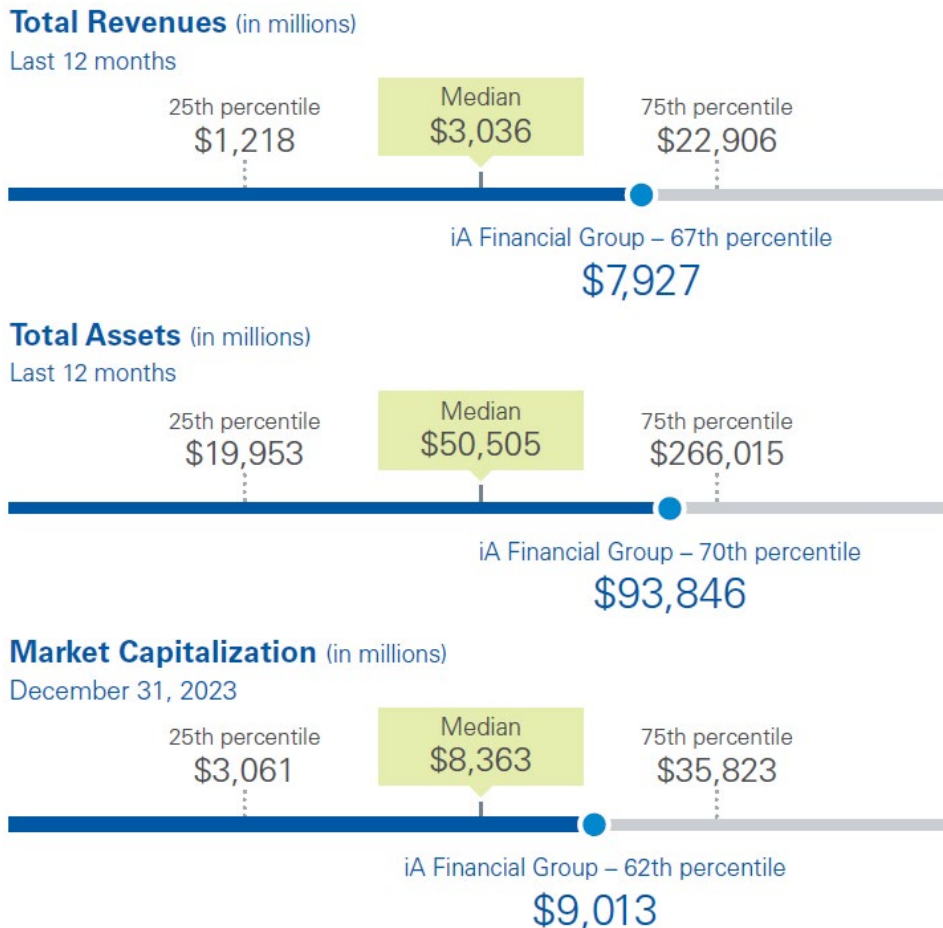 Total Revenues (in millions)
Last 12 months
25th percentile
$1,218
Median
$3,036
75th percentile
$22,906
iA Financial Group – 67th percentile
$7,927
Total Assets (in millions)
Last 12 months
25th percentile
$19,953
Median
$50,505
75th percentile
$266,015
iA Financial Group – 70th percentile
$93,846
Market Capitalization (in millions)
December 31, 2023
25th percentile
$3,061
Median
$8,363
75th percentile
$35,823
iA Financial Group – 62th percentile
$9,013